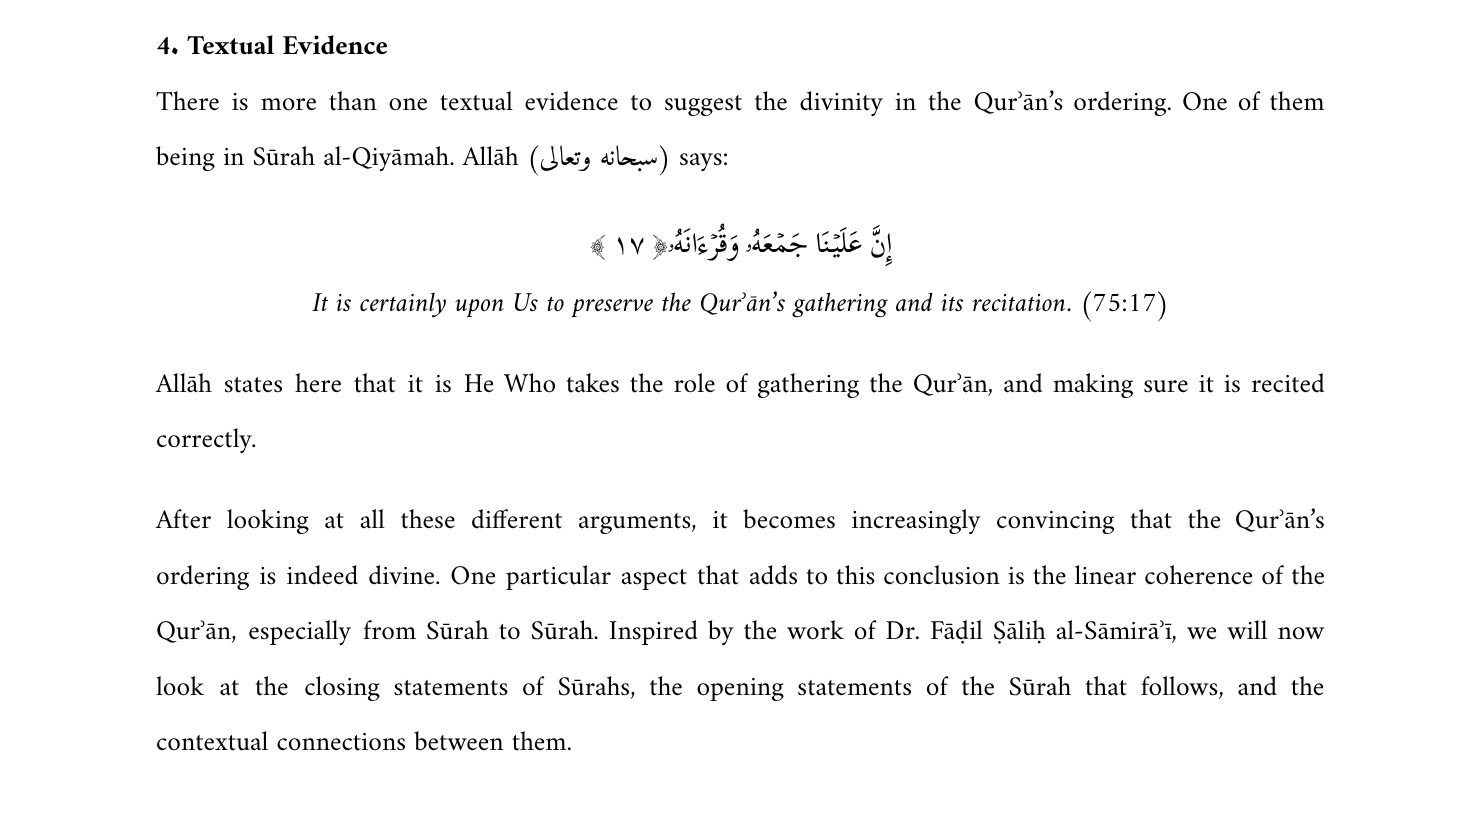 4. Textual Evidence
There is more than one textual evidence to suggest the divinity in the Qurʾān’s ordering. One of them
being in Sūrah al-Qiyāmah. Allāh (سبحانه وتعالى) says:
إِنَّ عَلَيۡنَا جَمۡعَهُۥ وَقُرۡءَانَهُۥ﴿ ١٧ ﴾
It is certainly upon Us to preserve the Qurʾān’s gathering and its recitation. (75:17)
Allāh states here that it is He Who takes the role of gathering the Qurʾān, and making sure it is recited
correctly.
After looking at all these different arguments, it becomes increasingly convincing that the Qurʾān’s
ordering is indeed divine. One particular aspect that adds to this conclusion is the linear coherence of the
Qurʾān, especially from Sūrah to Sūrah. Inspired by the work of Dr. Fāḍil Ṣāliḥ al-Sāmirāʾī, we will now
look at the closing statements of Sūrahs, the opening statements of the Sūrah that follows, and the
contextual connections between them.